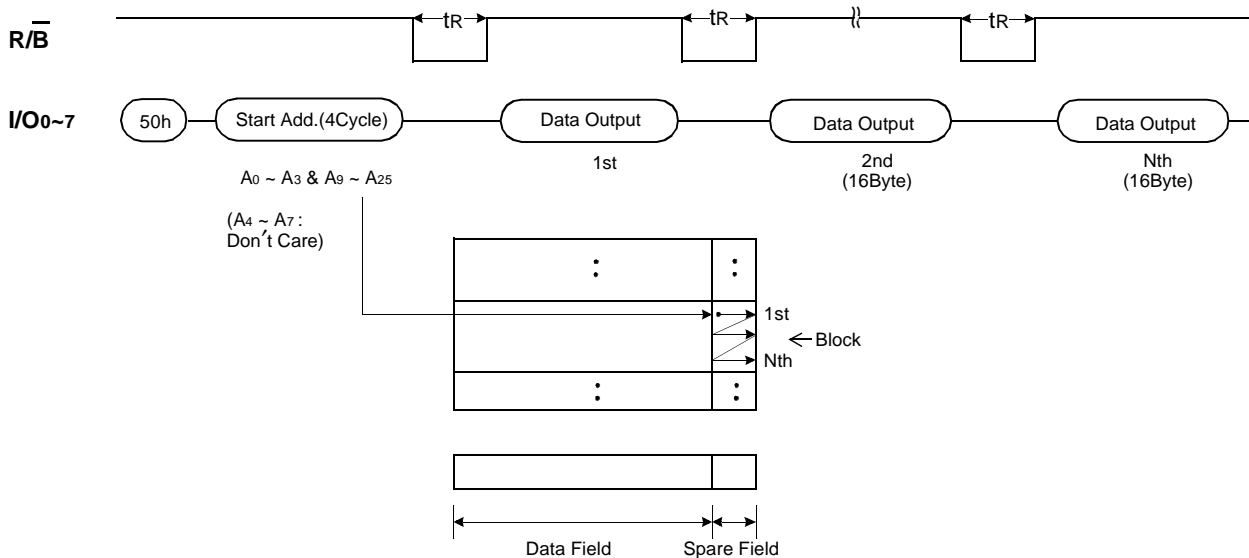 R/B
tR
tR
tR
I/O0~7
50h
Start Add.(4Cycle)
Data Output
Data Output
Data Output
1st
2nd
(16Byte)
Nth
(16Byte)
A0 ~ A3 & A9 ~ A25
(A4 ~ A7 :
Don't Care)
1st
Block
Nth
Data Field
Spare Field